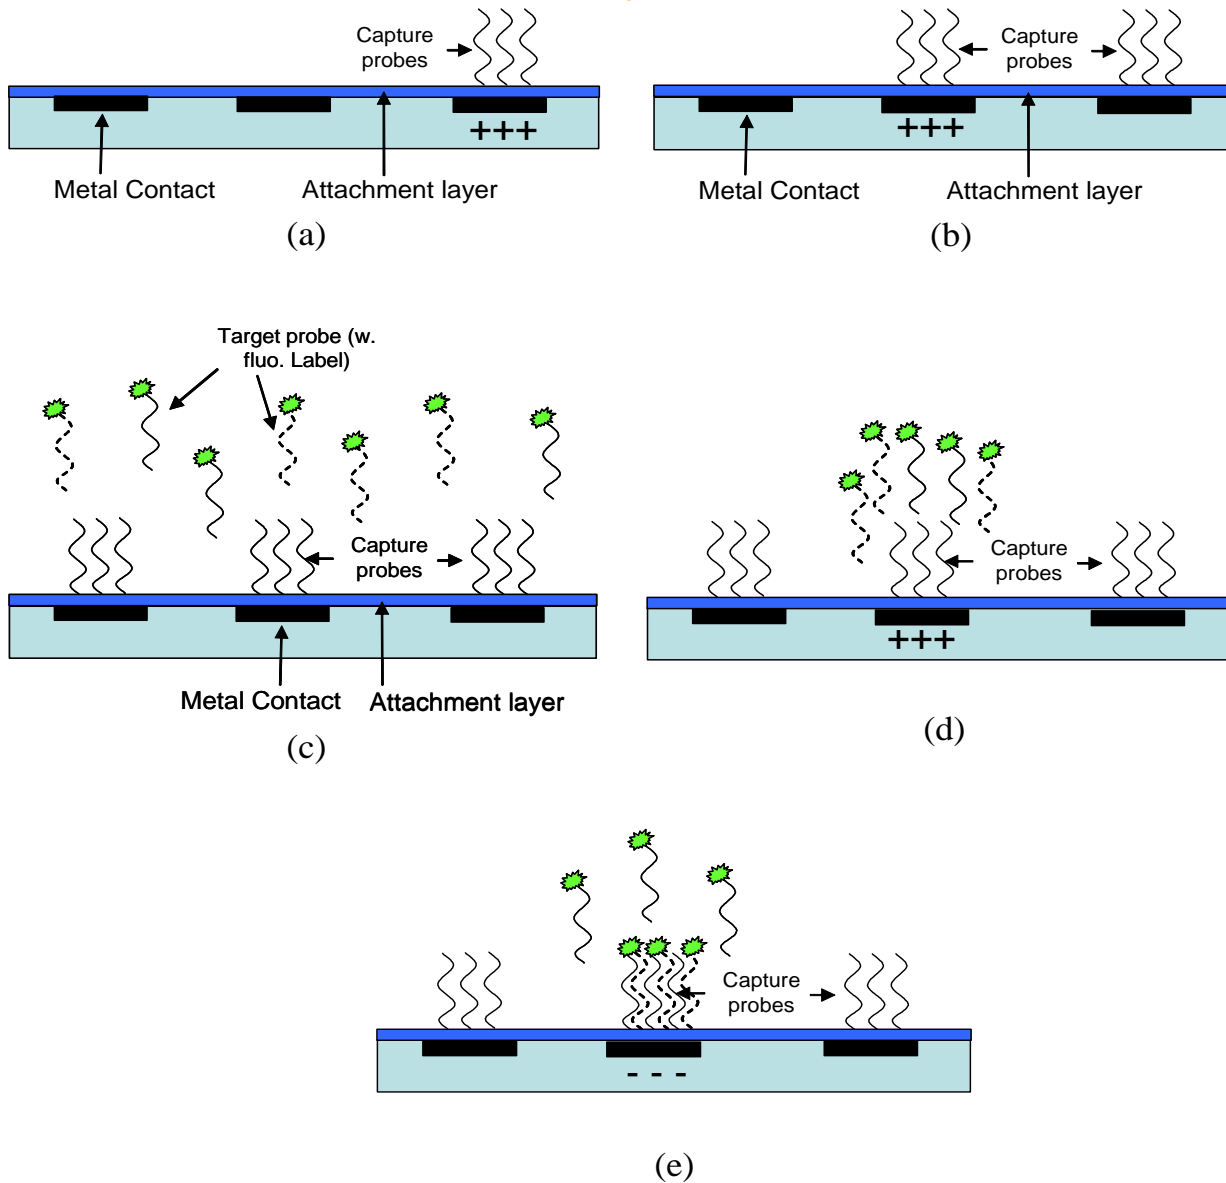 Capture
probes
+++
Metal Contact
Attachment layer
(a)
Capture
probes
+++
Metal Contact
Attachment layer
(b)
Target probe (w.
fluo. Label)
Capture
probes
Metal Contact
Attachment layer
(c)
Capture
probes
+++
(d)
Capture
probes
- - -
(e)